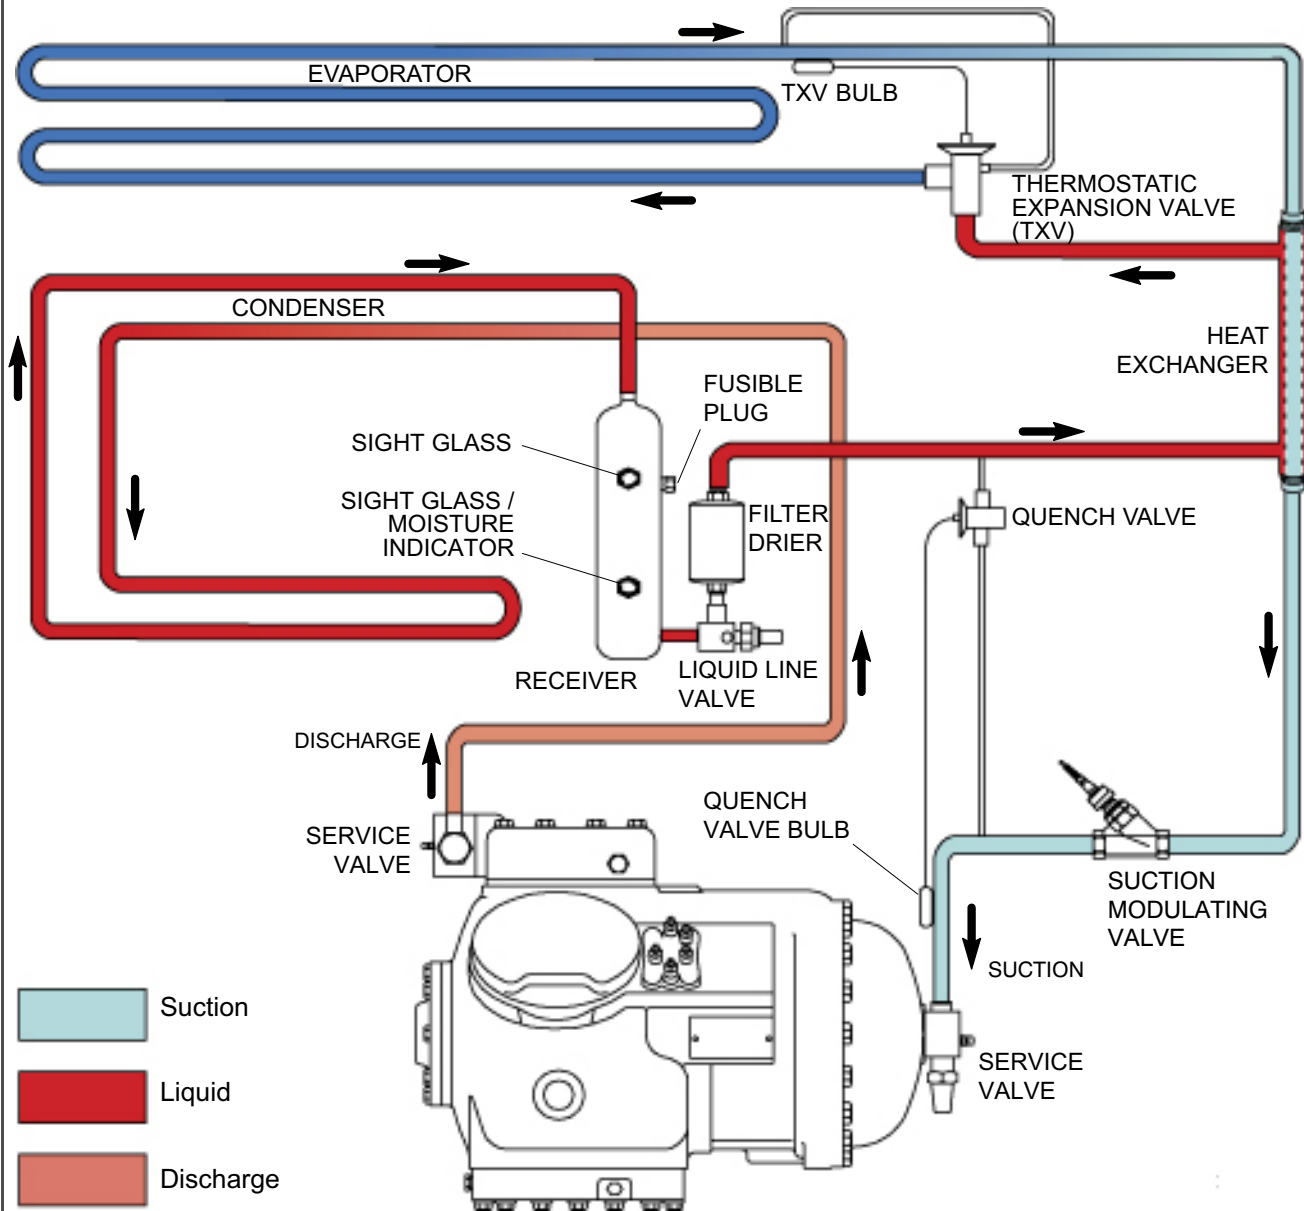 EVAPORATOR
TXV BULB
THERMOSTATIC
EXPANSION VALVE
(TXV)
CONDENSER
HEAT
EXCHANGER
FUSIBLE
PLUG
SIGHT GLASS
SIGHT GLASS /
MOISTURE
INDICATOR
FILTER
DRIER
QUENCH VALVE
RECEIVER
LIQUID LINE
VALVE
DISCHARGE
SERVICE
VALVE
QUENCH
VALVE BULB
SUCTION
MODULATING
VALVE
SUCTION
SERVICE
VALVE
Suction
Liquid
Discharge